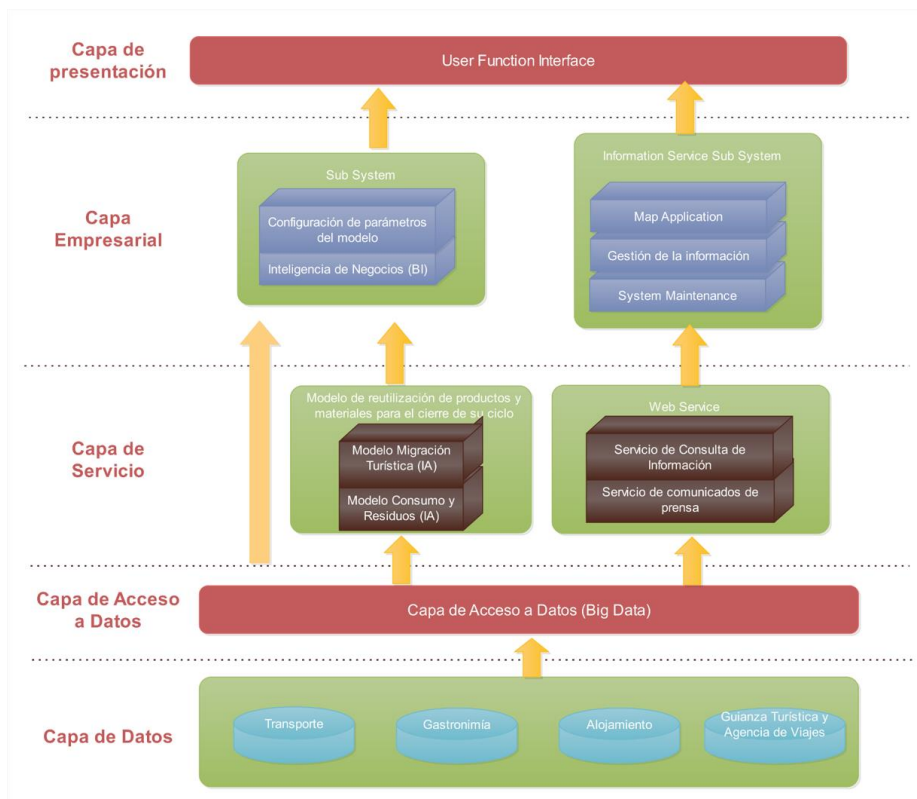 Capa de
presentación
User Function Interface
Capa
Empresarial
Sub System
Configuración de parámetros
del modelo
Inteligencia de Negocios (BI)
Information Service Sub System
Map Application
Gestión de la información
System Maintenance
Capa de
Servicio
Modelo de reutilización de productos y
materiales para el cierre de su ciclo
Modelo Migración
Turística (IA)
Modelo Consumo y
Residuos (IA)
Web Service
Servicio de Consulta de
Información
Servicio de comunicados de
prensa
Capa de Acceso
a Datos
Capa de Acceso a Datos (Big Data)
Capa de Datos
Transporte
Gastronimía
Alojamiento
Guianza Turística y
Agencia de Viajes